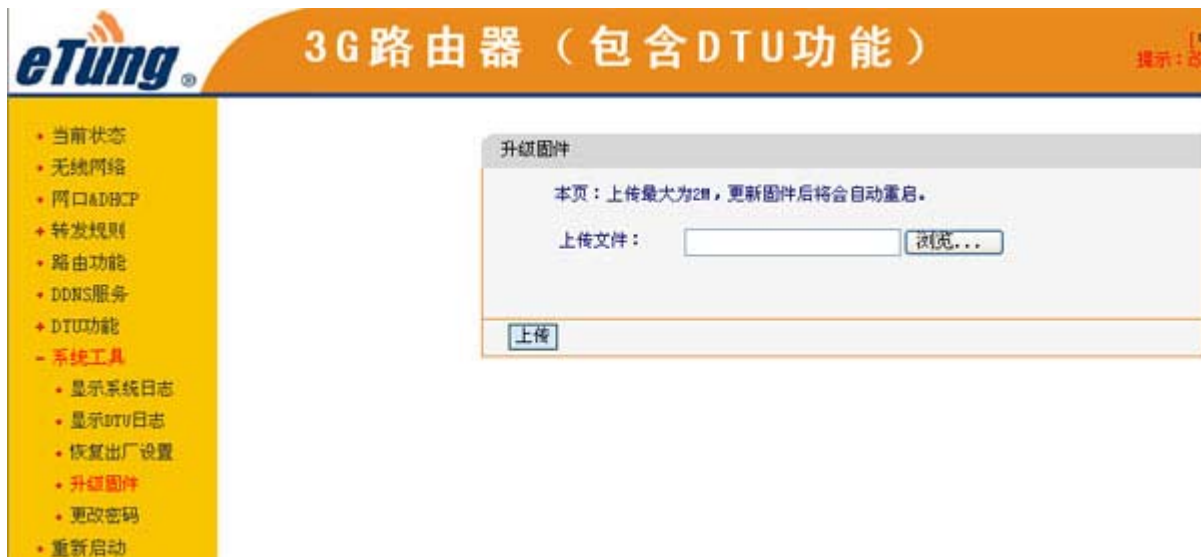 eTung ®
3G路由器（包含DTU功能）
提示：改
当前状态
无线网络
网口&DHCP
转发规则
路由功能
DDNS服务
DTU功能
系统工具
显示系统日志
显示DTU日志
恢复出厂设置
升级固件
更改密码
重新启动
升级固件
本页：上传最大为2M，更新固件后将会自动重启。
上传文件：
浏览...
上传